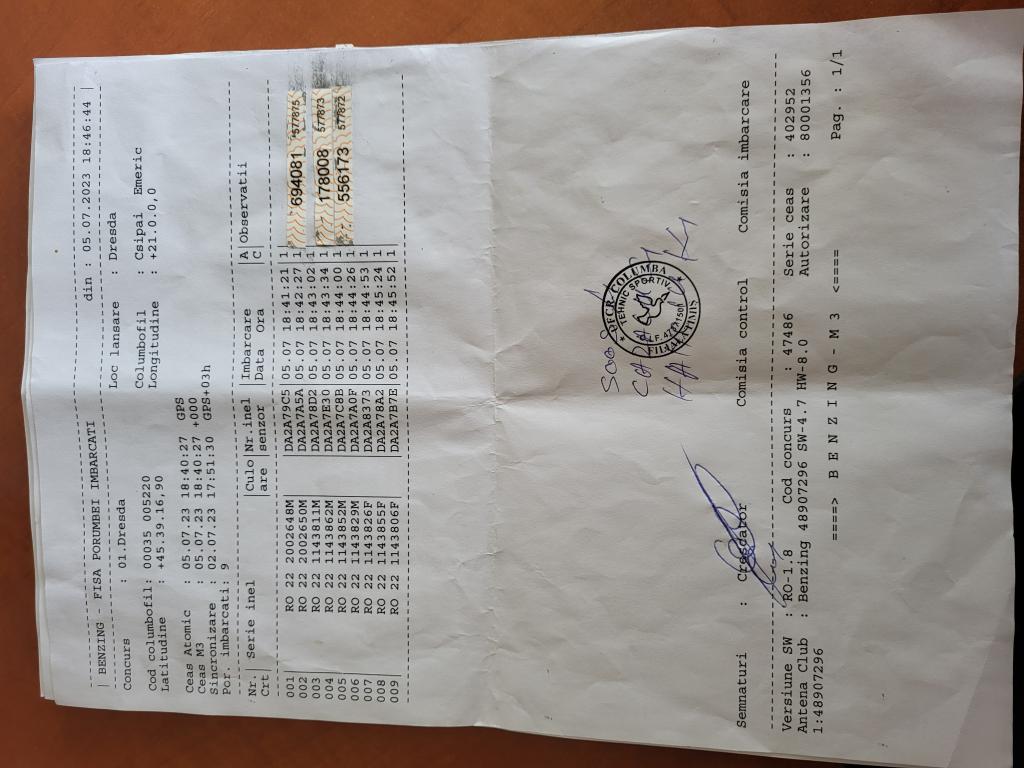 | BENZING - FISA PORUMBEI IMBARCATI din : 05.07.2023 18:46:44 |
Concurs : 01.Dresda Loc lansare : Dresda
Cod columbofil: 00035 005220 Columbofil : Csipai Emeric
Latitudine : +45.39.16,90 Longitudine : +21.0.0,0
Ceas Atomic : 05.07.23 18:40:27 GPS
Ceas M3 : 05.07.23 18:40:27 +000
Sincronizare : 02.07.23 17:51:30 GPS+03h
Por. imbarcati: 9
Nr.| Serie inel |Culo|Nr.inel |Imbarcare |A|Observatii
Crt| |are |senzor |Data Ora |C|
001| RO 22 2002648M | |DA2A79C5|05.07 18:41:21|1| 694081 *577875
002| RO 22 2002650M | |DA2A7A5A|05.07 18:42:27|1|
003| RO 22 1143811M | |DA2A78D2|05.07 18:43:02|1| 178008 577873
004| RO 22 1143862M | |DA2A7E30|05.07 18:43:34|1|
005| RO 22 1143852M | |DA2A7CBB|05.07 18:44:00|1| 556173 577872
006| RO 22 1143829M | |DA2A7A0F|05.07 18:44:26|1|
007| RO 22 1143826F | |DA2A8373|05.07 18:44:53|1|
008| RO 22 1143855F | |DA2A78A2|05.07 18:45:24|1|
009| RO 22 1143806F | |DA2A7B7E|05.07 18:45:52|1|
COLUMBA
TEHNIC SPORTIV
C.I.F.
FILIALA TIMIS
Semnaturi : Crescator Comisia control Comisia imbarcare
Versiune SW : RO-1.8 Cod concurs : 47486 Serie ceas : 402952
Antena Club : Benzing 48907296 SW-4.7 HW-8.0 Autorizare : 80001356
1:48907296
====> B E N Z I N G - M 3 <==== Pag. : 1/1